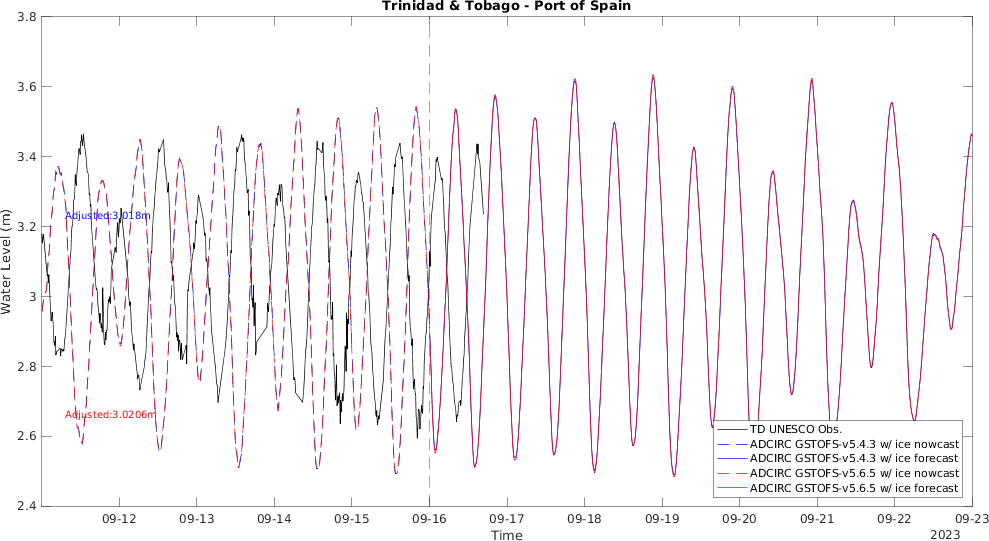 Trinidad & Tobago - Port of Spain
3.8
3.6
3.4
3.2
3
2.8
2.6
2.4
Water Level (m)
Adjusted:3.018m
Adjusted:3.0206m
TD UNESCO Obs.
ADCIRC GSTOFS-v5.4.3 w/ ice nowcast
ADCIRC GSTOFS-v5.4.3 w/ ice forecast
ADCIRC GSTOFS-v5.6.5 w/ ice nowcast
ADCIRC GSTOFS-v5.6.5 w/ ice forecast
09-12 09-13 09-14 09-15 09-16 09-17 09-18 09-19 09-20 09-21 09-22 09-23
Time
2023